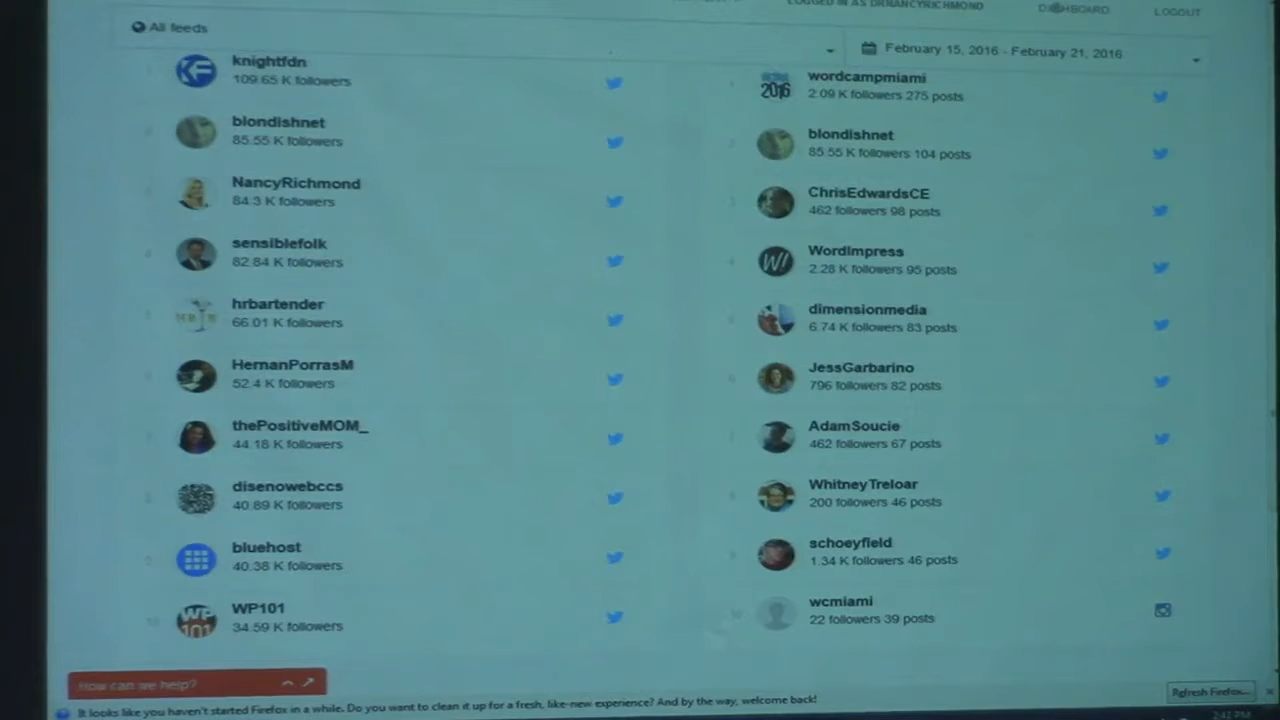 LOGGED IN AS DRNANCYRICHMOND
DASHBOARD
LOGOUT
All feeds
February 15, 2016 - February 21, 2016
knightfdn
109.65 K followers
blondishnet
85.55 K followers
NancyRichmond
84.3 K followers
sensiblefolk
82.84 K followers
hrbartender
66.01 K followers
HernanPorrasM
52.4 K followers
thePositiveMOM_
44.18 K followers
disenowebccs
40.89 K followers
bluehost
40.38 K followers
WP101
34.59 K followers
WP
101
2016
wordcampmiami
2.09 K followers 275 posts
blondishnet
85.55 K followers 104 posts
ChrisEdwardsCE
462 followers 98 posts
WordImpress
2.28 K followers 95 posts
W!
dimensionmedia
6.74 K followers 83 posts
JessGarbarino
796 followers 82 posts
AdamSoucie
462 followers 67 posts
WhitneyTreloar
200 followers 46 posts
schoeyfield
1.34 K followers 46 posts
wcmiami
22 followers 39 posts
How can we help?
It looks like you haven't started Firefox in a while. Do you want to clean it up for a fresh, like-new experience? And by the way, welcome back!
Refresh Firefox...
2:42 PM